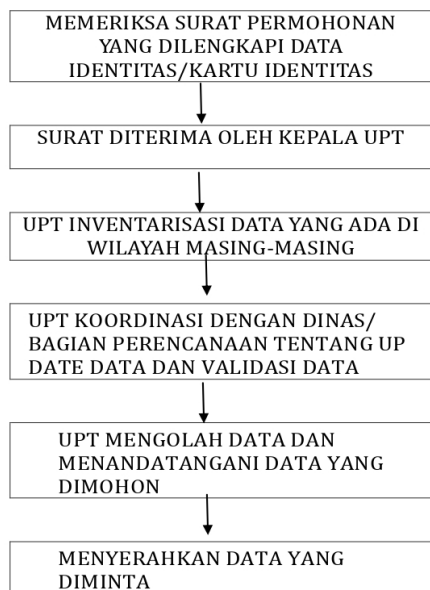 MEMERIKSA SURAT PERMOHONAN
YANG DILENGKAPI DATA
IDENTITAS/KARTU IDENTITAS
SURAT DITERIMA OLEH KEPALA UPT
UPT INVENTARISASI DATA YANG ADA DI
WILAYAH MASING-MASING
UPT KOORDINASI DENGAN DINAS/
BAGIAN PERENCANAAN TENTANG UP
DATE DATA DAN VALIDASI DATA
UPT MENGOLAH DATA DAN
MENANDATANGANI DATA YANG
DIMOHON
MENYERAHKAN DATA YANG
DIMINTA